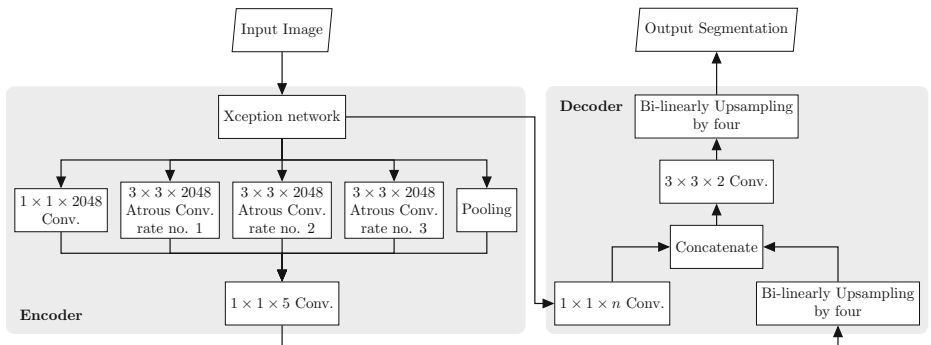 Input Image
Output Segmentation
Xception network
Decoder
Bi-linearly Upsampling
by four
1 × 1 × 2048
Conv.
3 × 3 × 2048
Atrous Conv.
rate no. 1
3 × 3 × 2048
Atrous Conv.
rate no. 2
3 × 3 × 2048
Atrous Conv.
rate no. 3
Pooling
3 × 3 × 2 Conv.
Concatenate
Encoder
1 × 1 × 5 Conv.
1 × 1 × n Conv.
Bi-linearly Upsampling
by four